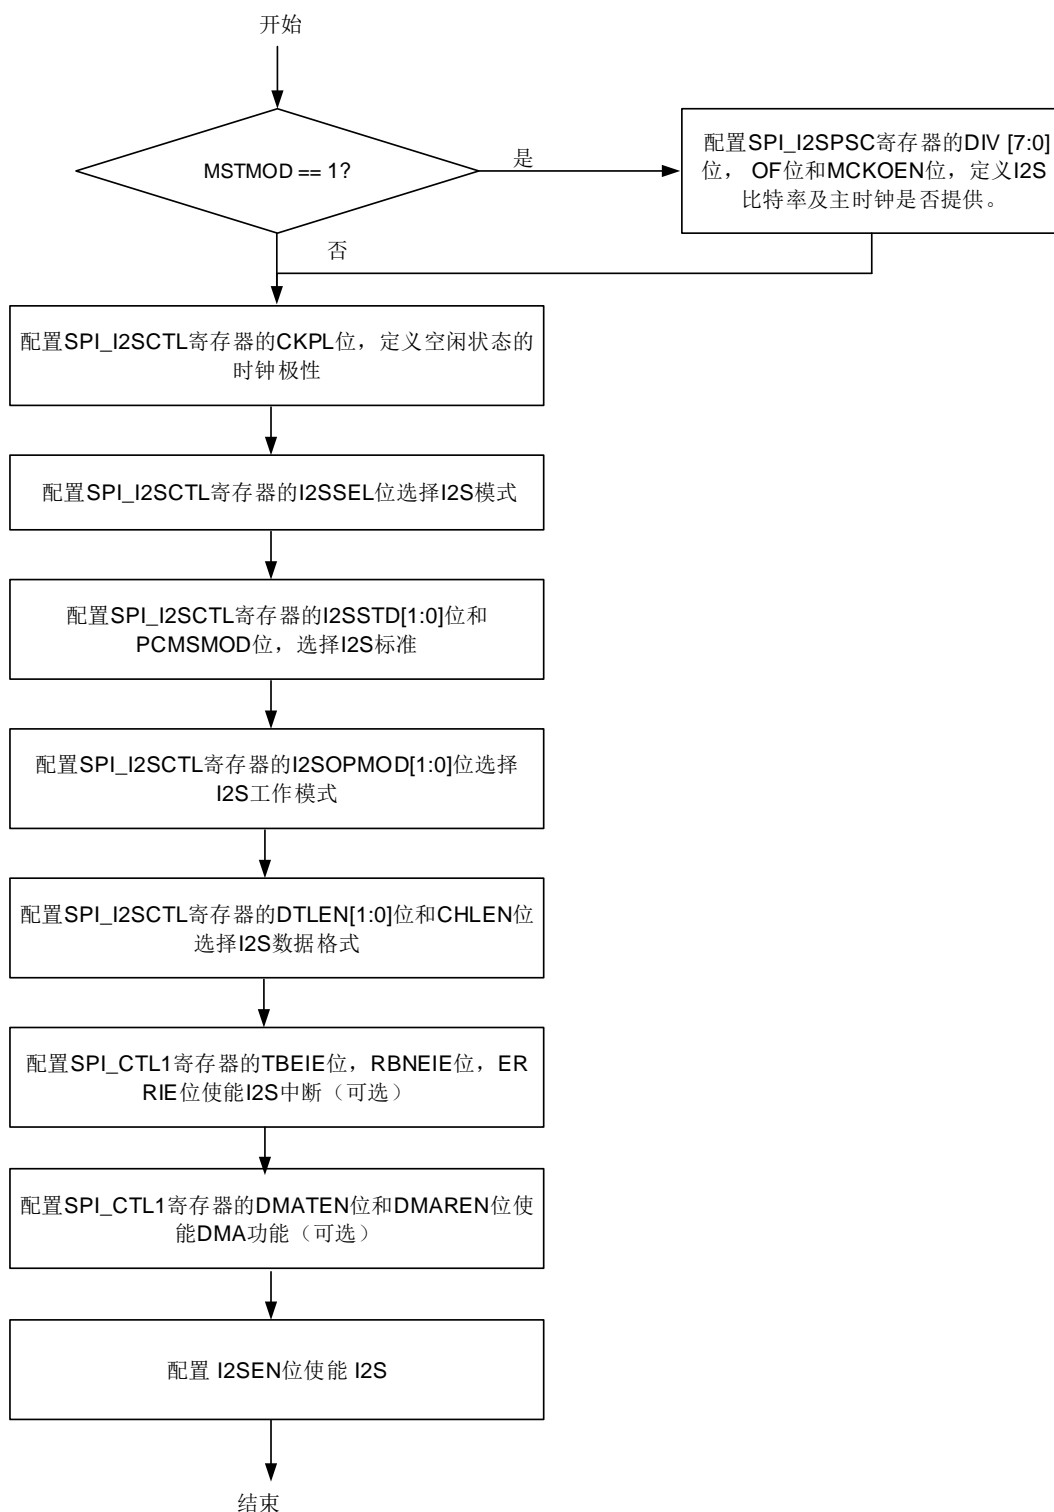 开始
MSTMOD == 1?
是
配置SPI_I2SPSC寄存器的DIV [7:0]
位， OF位和MCKOEN位，定义I2S
比特率及主时钟是否提供。
否
配置SPI_I2SCTL寄存器的CKPL位，定义空闲状态的
时钟极性
配置SPI_I2SCTL寄存器的I2SSEL位选择I2S模式
配置SPI_I2SCTL寄存器的I2SSTD[1:0]位和
PCMSMOD位，选择I2S标准
配置SPI_I2SCTL寄存器的I2SOPMOD[1:0]位选择
I2S工作模式
配置SPI_I2SCTL寄存器的DTLEN[1:0]位和CHLEN位
选择I2S数据格式
配置SPI_CTL1寄存器的TBEIE位，RBNEIE位，ER
RIE位使能I2S中断（可选）
配置SPI_CTL1寄存器的DMATEN位和DMAREN位使
能DMA功能（可选）
配置 I2SEN位使能 I2S
结束